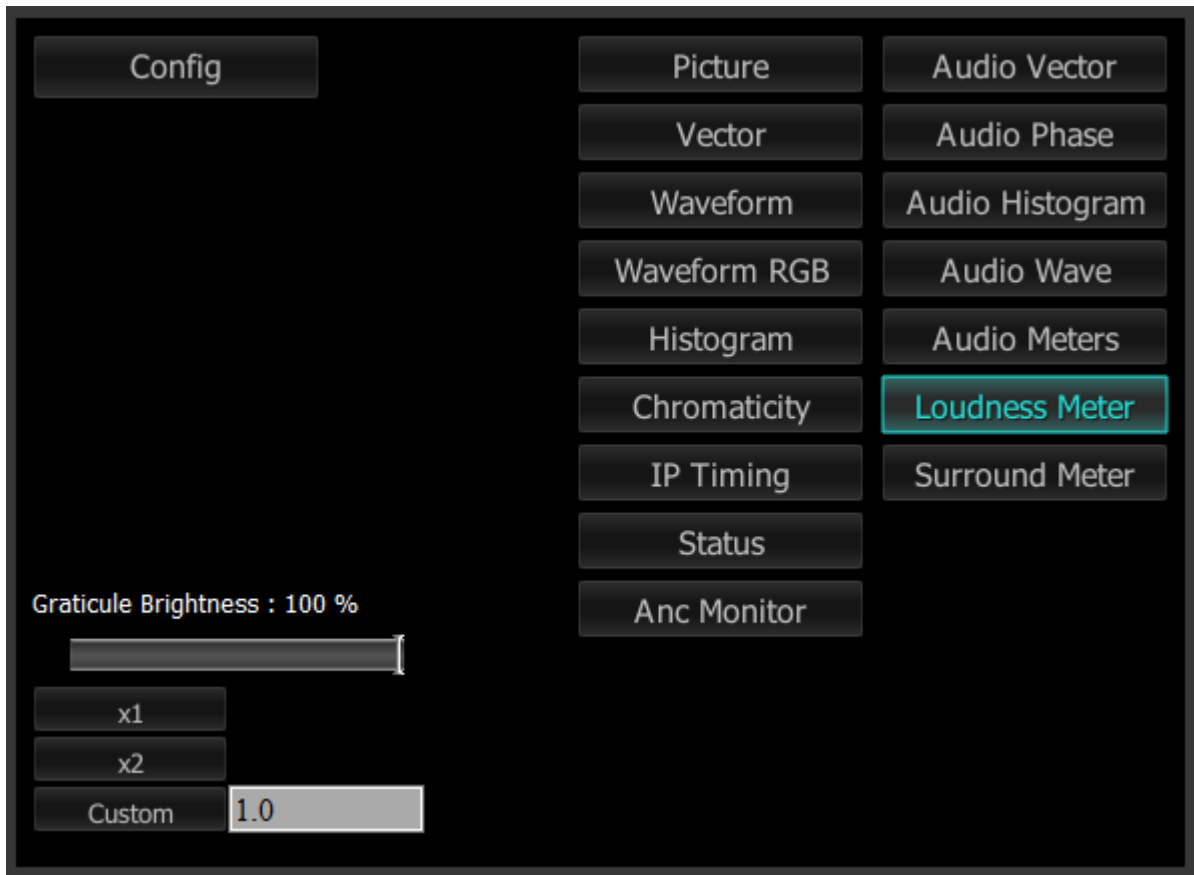 Config
Picture
Audio Vector
Vector
Audio Phase
Waveform
Audio Histogram
Waveform RGB
Audio Wave
Histogram
Audio Meters
Chromaticity
Loudness Meter
IP Timing
Surround Meter
Status
Anc Monitor
Graticule Brightness : 100 %
x1
x2
Custom
1.0